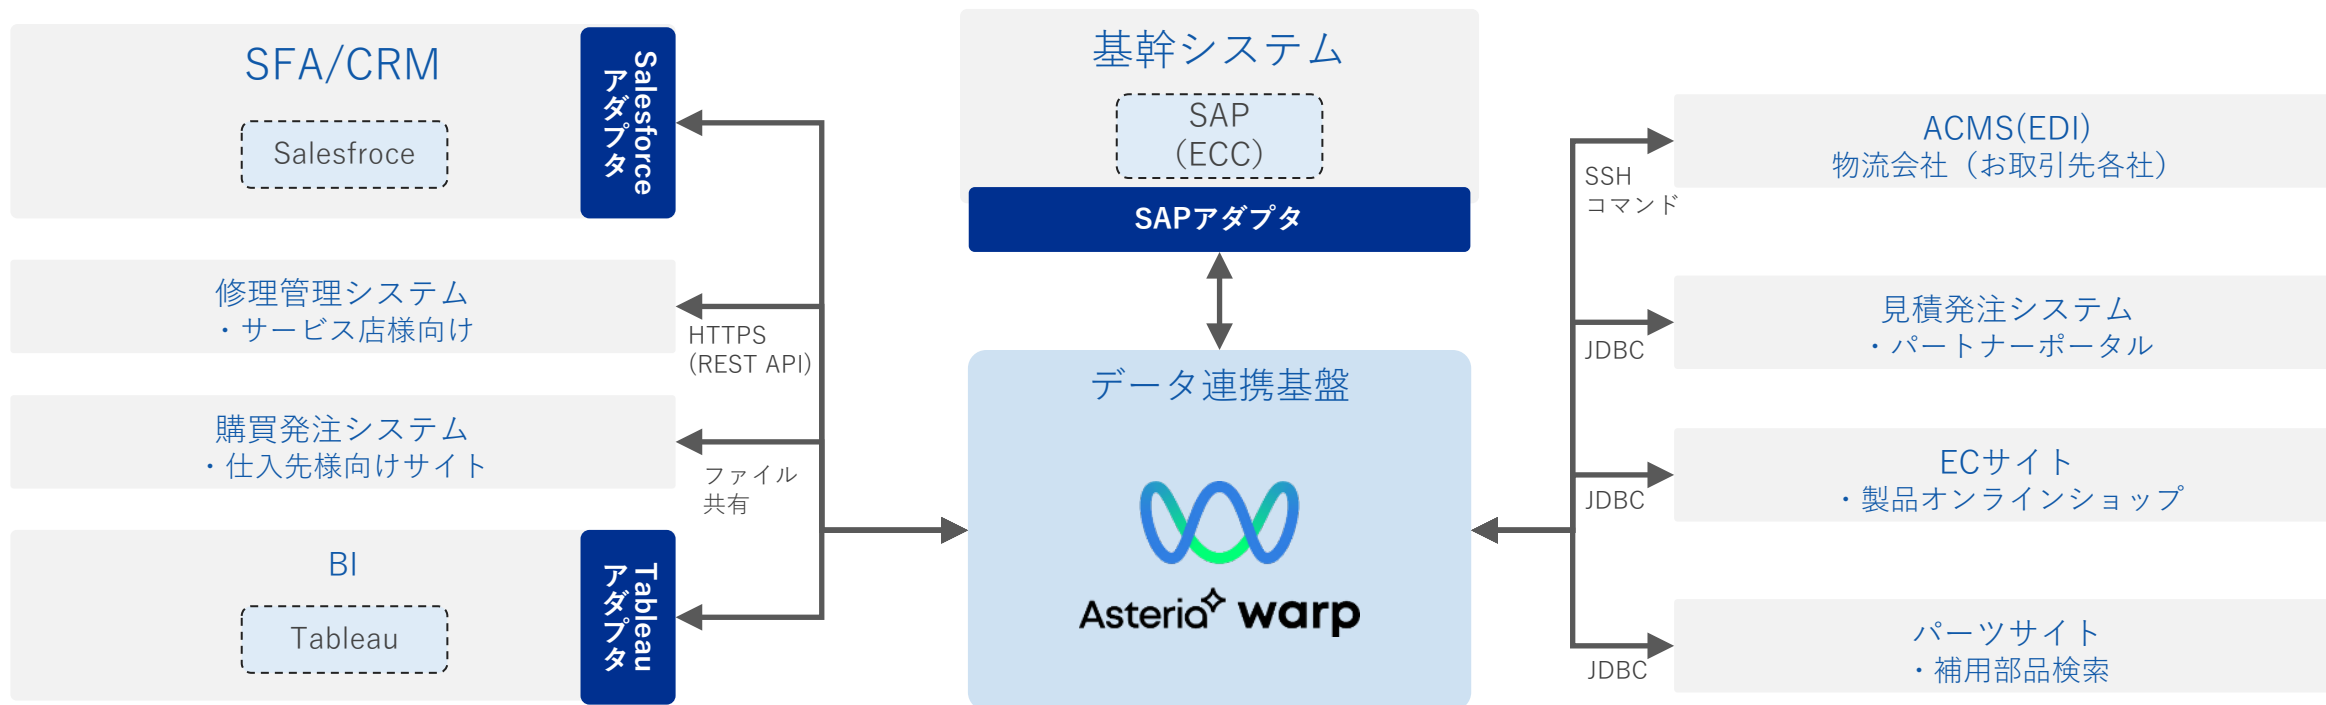 SFA/CRM
Salesfroce
Salesforce
アダプタ
修理管理システム
・サービス店様向け
HTTPS
(REST API)
購買発注システム
・仕入先様向けサイト
ファイル
共有
BI
Tableau
Tableau
アダプタ
基幹システム
SAP
（ECC）
SAPアダプタ
データ連携基盤
Asteria warp
ACMS(EDI)
物流会社（お取引先各社）
SSH
コマンド
見積発注システム
・パートナーポータル
JDBC
ECサイト
・製品オンラインショップ
JDBC
パーツサイト
・補用部品検索
JDBC